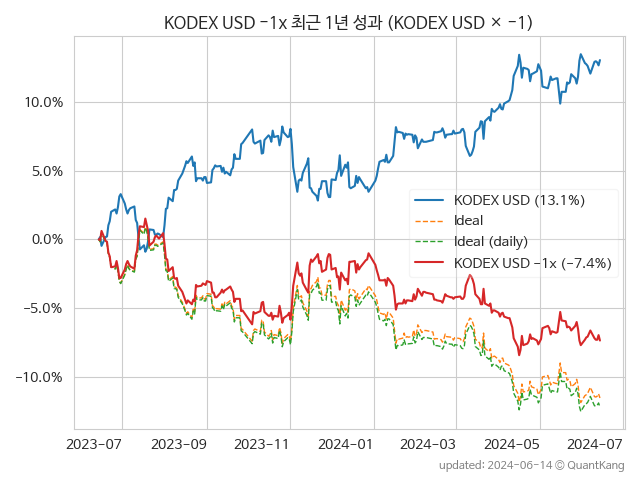 KODEX USD −1x 최근 1년 성과 (KODEX USD × −1)
10.0%
5.0%
0.0%
−5.0%
−10.0%
KODEX USD (13.1%)
Ideal
Ideal (daily)
KODEX USD −1x (−7.4%)
2023-07 2023-09 2023-11 2024-01 2024-03 2024-05 2024-07
updated: 2024-06-14 © QuantKang